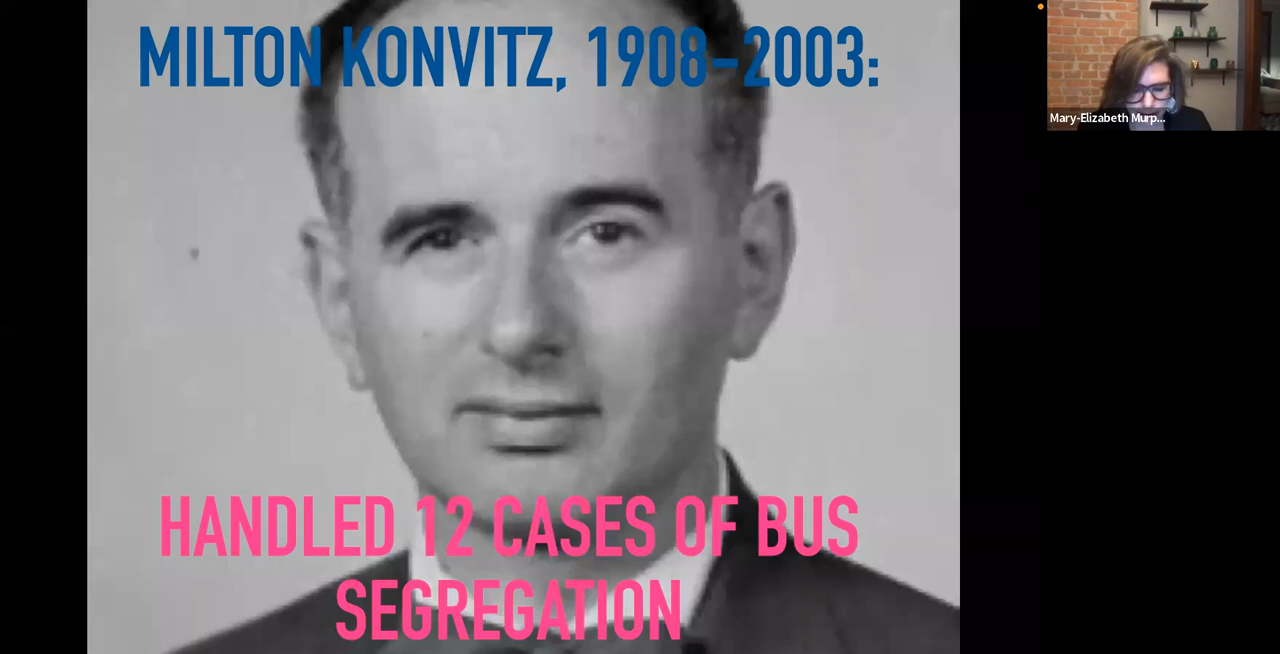 MILTON KONVITZ, 1908–2003:
HANDLED 12 CASES OF BUS
SEGREGATION
Mary-Elizabeth Murp...